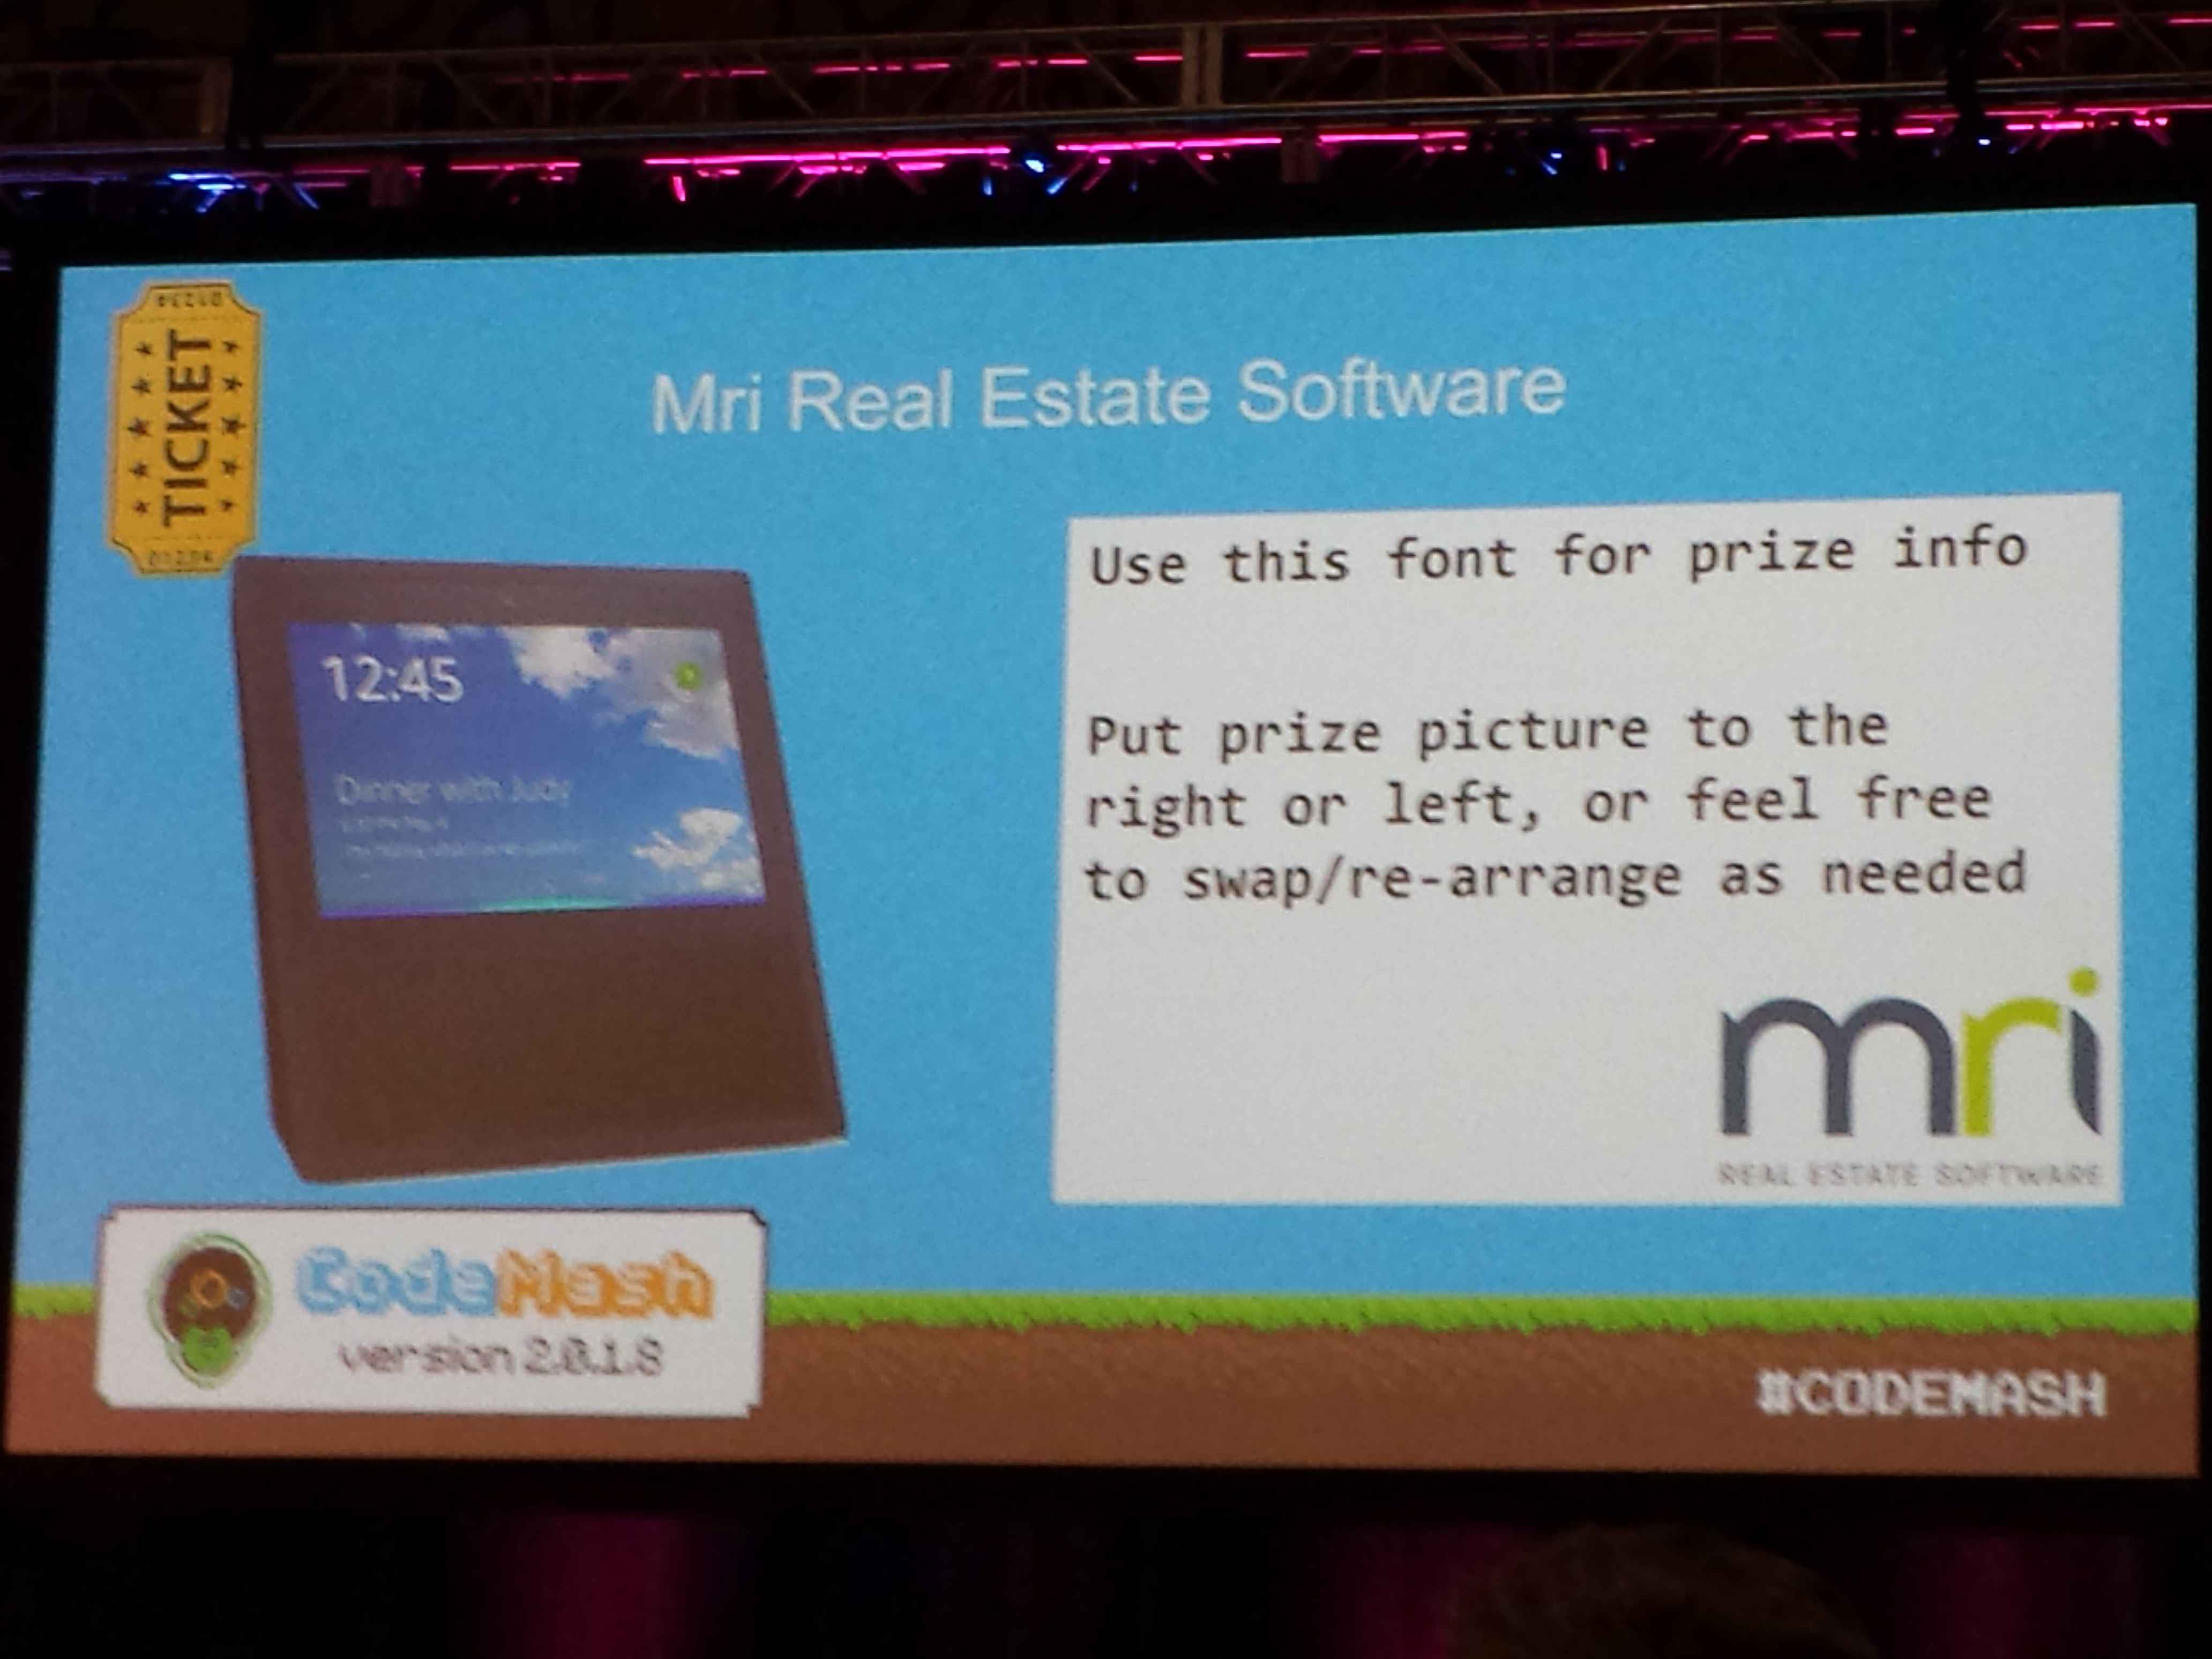 01234
TICKET
01234
Mri Real Estate Software
12:45
Dinner with Judy
Use this font for prize info
Put prize picture to the
right or left, or feel free
to swap/re-arrange as needed
mri
REAL ESTATE SOFTWARE
CodeMash
version 2.0.1.8
#CODEMASH